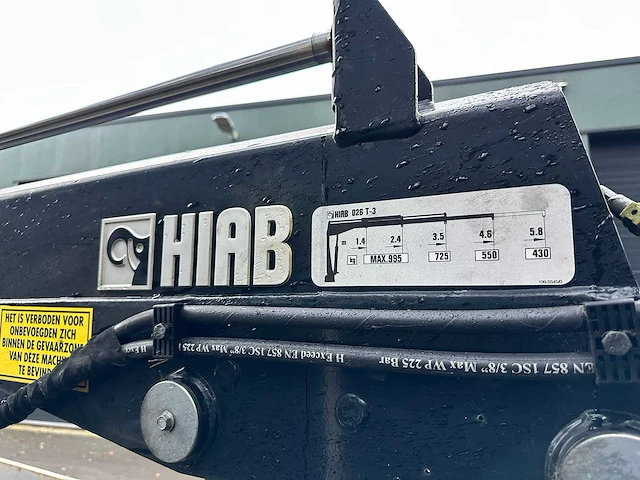 HIAB
HIAB 026 T-3
m 1.4 2.4 3.5 4.6 5.8
kg MAX.995 725 550 430
HET IS VERBODEN VOOR
ONBEVOEGDEN ZICH
BINNEN DE GEVAARZONE
VAN DEZE MACHINE
TE BEVINDEN
H Exceed EN 857 1SC 3/8" Max WP 225 Bar
EN 857 1SC 3/8" Max WP 225